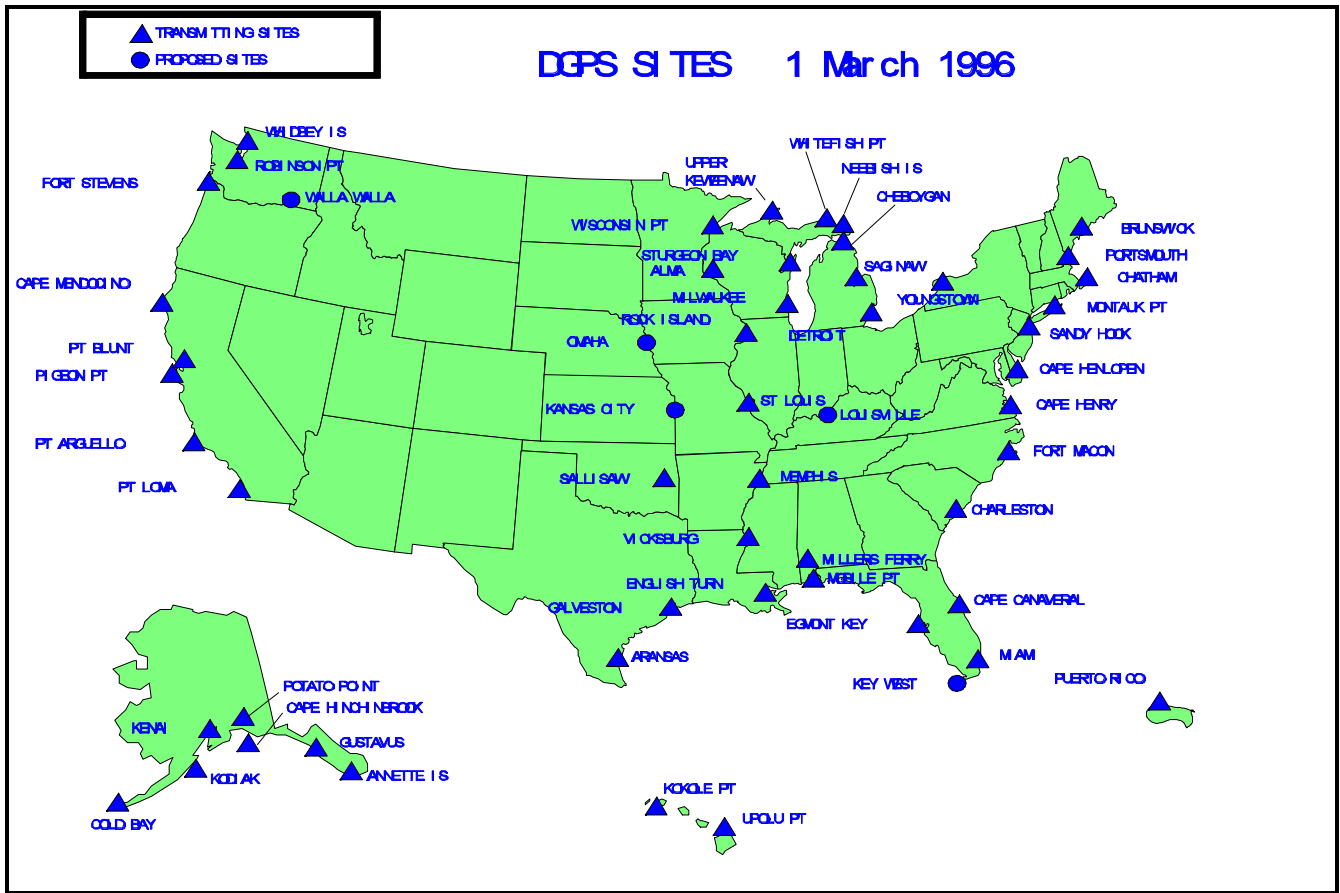 TRANSMITTING SITES
PROPOSED SITES
DGPS SITES 1 March 1996
WHIDBEY IS
ROBINSON PT
FORT STEVENS
WALLA WALLA
CAPE MENDOCINO
PT BLUNT
PIGEON PT
PT ARGUELLO
PT LOMA
UPPER
KEWEENAW
WHITEFISH PT
NEEBISH IS
CHEBOYGAN
WISCONSIN PT
STURGEON BAY
ALMA
SAGINAW
MILWAUKEE
YOUNGSTOWN
ROCK ISLAND
DETROIT
OMAHA
KANSAS CITY
ST LOUIS
LOUISVILLE
SALLISAW
MEMPHIS
VICKSBURG
MILLERS FERRY
MOBILE PT
ENGLISH TURN
GALVESTON
ARANSAS
EGMONT KEY
KEY WEST
BRUNSWICK
PORTSMOUTH
CHATHAM
MONTAUK PT
SANDY HOOK
CAPE HENLOPEN
CAPE HENRY
FORT MACON
CHARLESTON
CAPE CANAVERAL
MIAMI
PUERTO RICO
POTATO POINT
CAPE HINCHINBROOK
KENAI
GUSTAVUS
KODIAK
ANNETTE IS
COLD BAY
KOKOLE PT
UPOLU PT